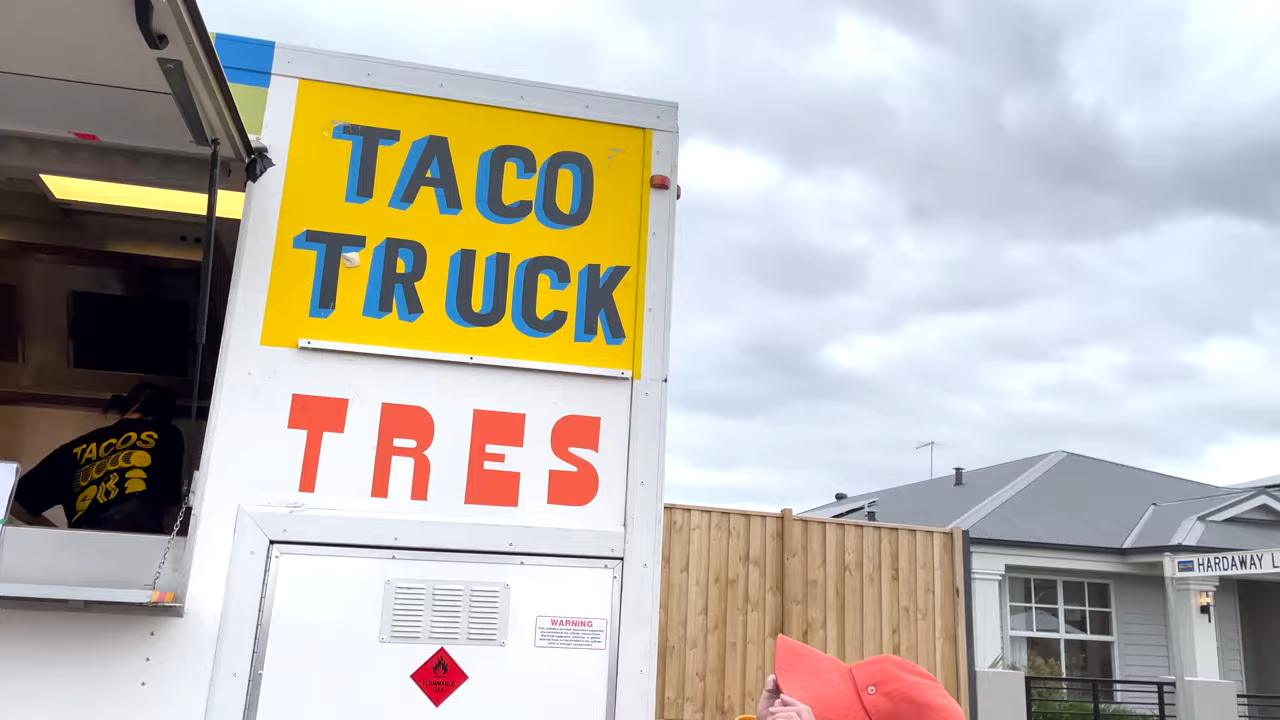 TACO
TRUCK
TRES
TACOS
WARNING
FLAMMABLE
GAS
HARDAWAY L